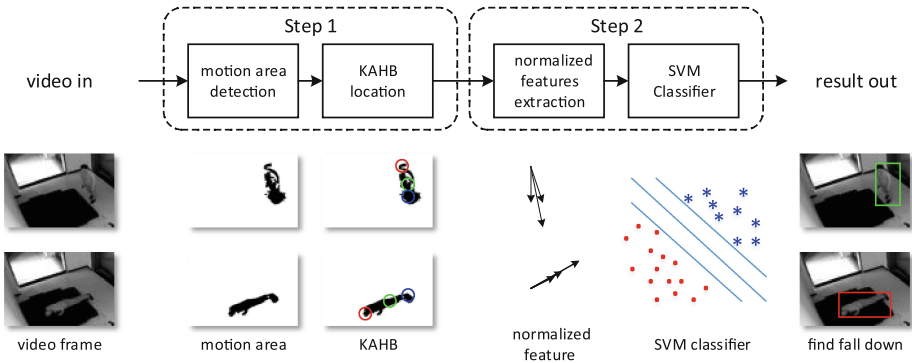 Step 1
Step 2
video in
motion area
detection
KAHB
location
normalized
features
extraction
SVM
Classifier
result out
video frame
motion area
KAHB
normalized
feature
SVM classifier
find fall down